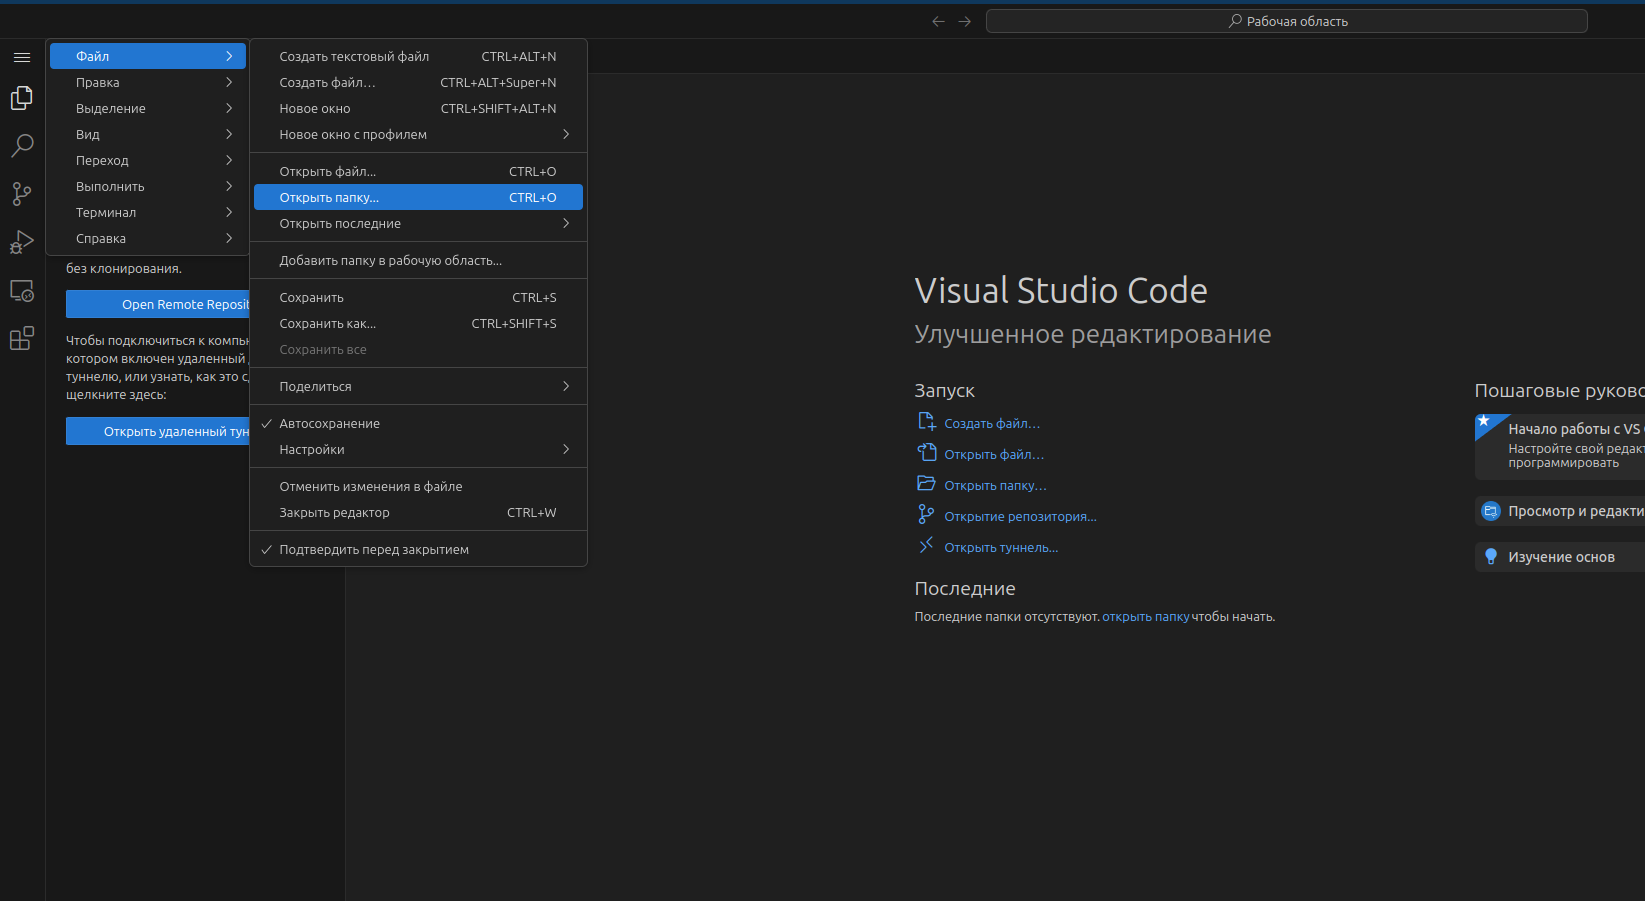 Рабочая область
Файл
Правка
Выделение
Вид
Переход
Выполнить
Терминал
Справка
Создать текстовый файл CTRL+ALT+N
Создать файл... CTRL+ALT+Super+N
Новое окно CTRL+SHIFT+ALT+N
Новое окно с профилем
Открыть файл... CTRL+O
Открыть папку... CTRL+O
Открыть последние
Добавить папку в рабочую область...
Сохранить CTRL+S
Сохранить как... CTRL+SHIFT+S
Сохранить все
Поделиться
Автосохранение
Настройки
Отменить изменения в файле
Закрыть редактор CTRL+W
Подтвердить перед закрытием
без клонирования.
Open Remote Reposit
Чтобы подключиться к компь
котором включен удаленный
туннелю, или узнать, как это с
щелкните здесь:
Открыть удаленный тун
Visual Studio Code
Улучшенное редактирование
Запуск
Создать файл...
Открыть файл...
Открыть папку...
Открытие репозитория...
Открыть туннель...
Последние
Последние папки отсутствуют. открыть папку чтобы начать.
Пошаговые руково
Начало работы с VS
Настройте свой редакт
программировать
Просмотр и редакти
Изучение основ